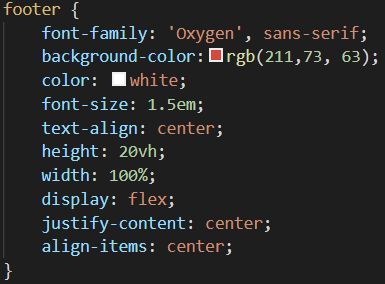 footer {
font-family: 'Oxygen', sans-serif;
background-color: rgb(211,73, 63);
color: white;
font-size: 1.5em;
text-align: center;
height: 20vh;
width: 100%;
display: flex;
justify-content: center;
align-items: center;
}